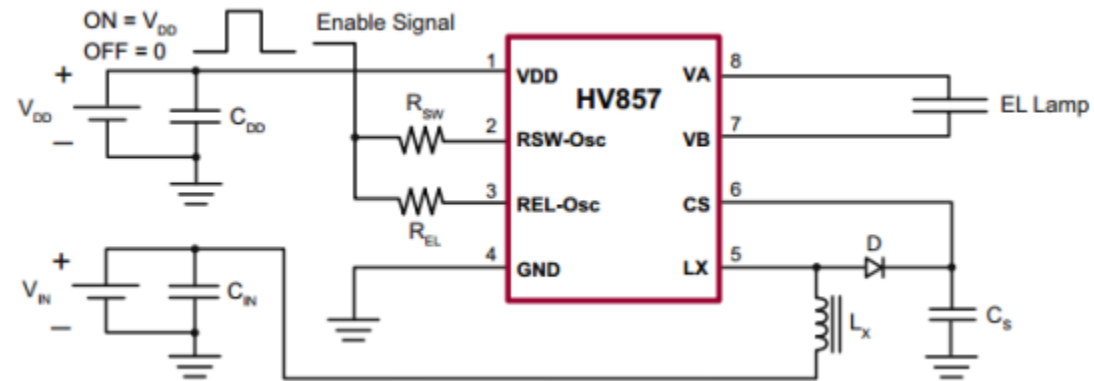 ON = VDD
OFF = 0
Enable Signal
+
VDD
–
CDD
RSW
REL
1
VDD
2
RSW-Osc
3
REL-Osc
4
GND
HV857
VA
8
VB
7
CS
6
LX
5
EL Lamp
D
LX
CS
+
VIN
–
CIN